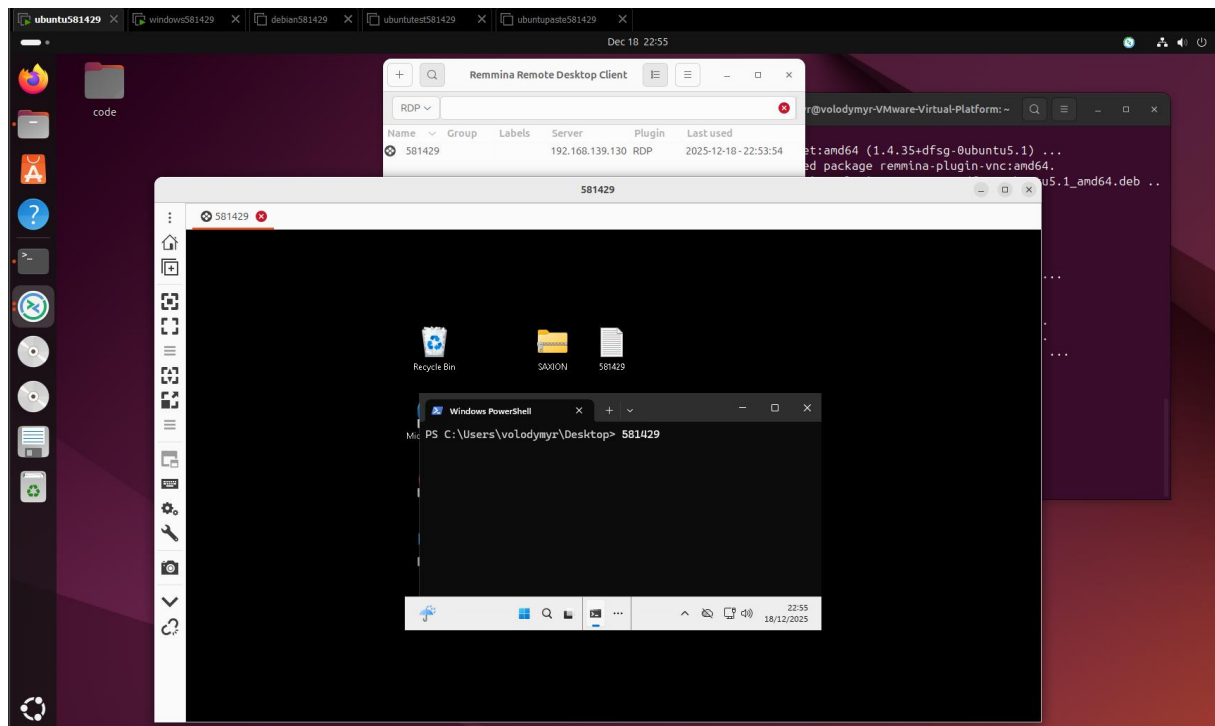 ubuntu581429
windows581429
debian581429
ubuntutest581429
ubuntupaste581429
Dec 18 22:55
code
Remmina Remote Desktop Client
RDP
Name Group Labels Server Plugin Last used
581429 192.168.139.130 RDP 2025-12-18 - 22:53:54
r@volodymyr-VMware-Virtual-Platform: ~
et:amd64 (1.4.35+dfsg-0ubuntu5.1) ...
ed package remmina-plugin-vnc:amd64.
u5.1_amd64.deb ..
...
.
.
...
581429
581429
Recycle Bin
SAXION
581429
Mic
Windows PowerShell
PS C:\Users\volodymyr\Desktop> 581429
22:55
18/12/2025